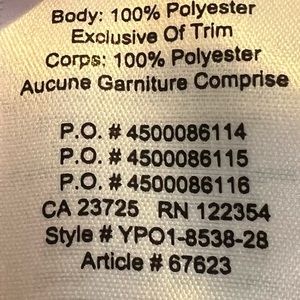 Body: 100% Polyester
Exclusive Of Trim
Corps: 100% Polyester
Aucune Garniture Comprise
P.O. # 4500086114
P.O. # 4500086115
P.O. # 4500086116
CA 23725 RN 122354
Style # YPO1-8538-28
Article # 67623